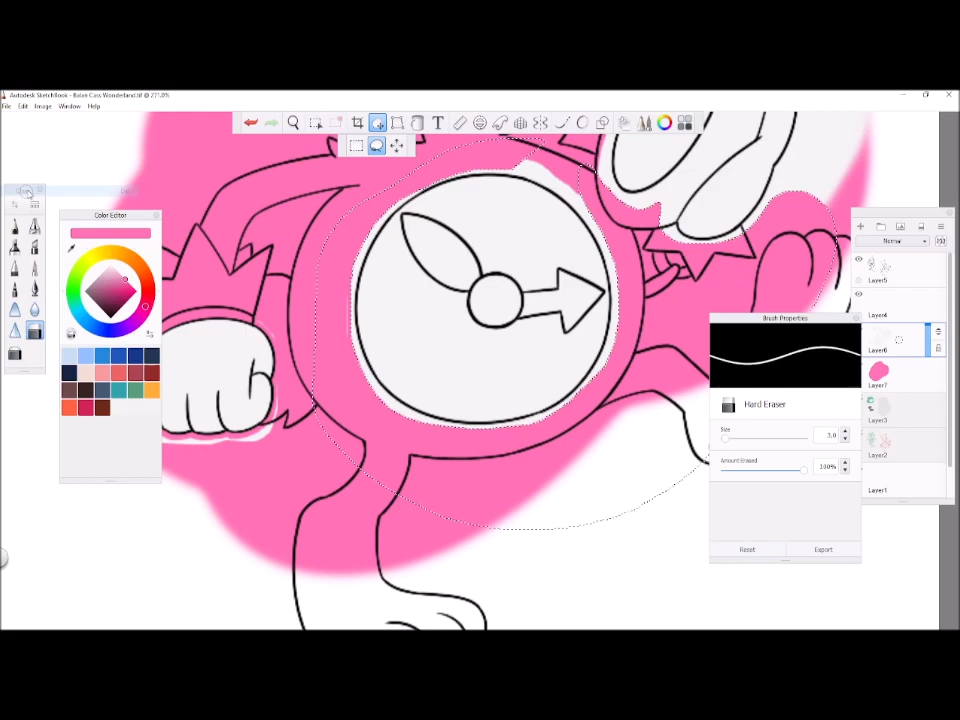 Autodesk SketchBook - Balan Cass Wonderland.tif @ 271.0%
File Edit Image Window Help
T
Color Editor
Normal
Layer5
Layer4
Layer6
Layer7
Layer3
Layer2
Layer1
Brush Properties
Hard Eraser
Size
3.0
Amount Erased
100%
Reset Export